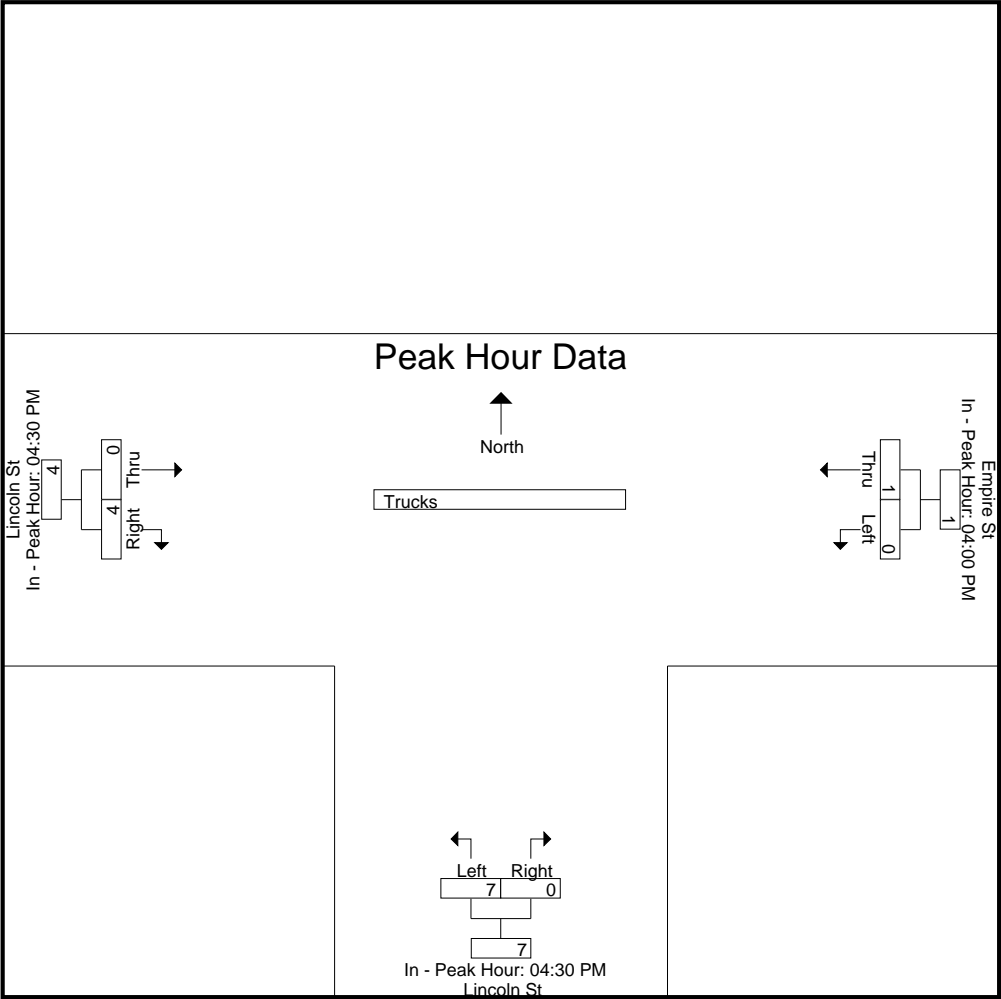 Peak Hour Data
North
Trucks
Lincoln St
In - Peak Hour: 04:30 PM
4
0
4
Thru
Right
Empire St
In - Peak Hour: 04:00 PM
1
1
0
Thru
Left
Left Right
7 0
7
In - Peak Hour: 04:30 PM
Lincoln St